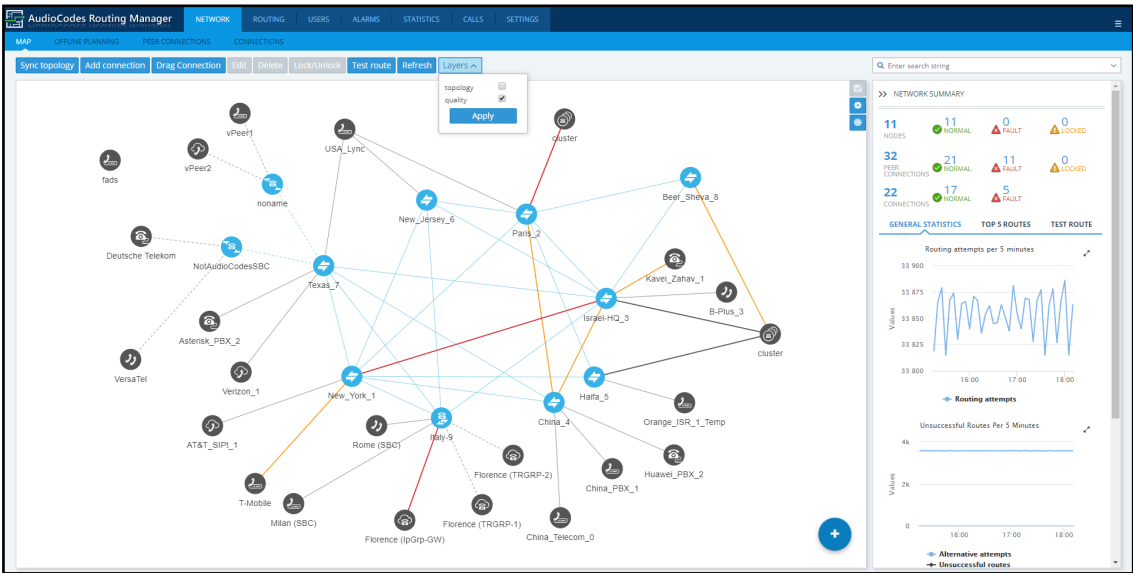 AudioCodes Routing Manager NETWORK ROUTING USERS ALARMS STATISTICS CALLS SETTINGS
MAP OFFLINE PLANNING PEER CONNECTIONS CONNECTIONS
Sync topology Add connection Drag Connection Edit Delete Lock/Unlock Test route Refresh Layers
Enter search string
topology
quality
Apply
NETWORK SUMMARY
11 NODES 11 NORMAL 0 FAULT 0 LOCKED
32 PEER CONNECTIONS 21 NORMAL 11 FAULT 0 LOCKED
22 CONNECTIONS 17 NORMAL 5 FAULT
GENERAL STATISTICS TOP 5 ROUTES TEST ROUTE
Routing attempts per 5 minutes
33 900
33 875
33 850
33 825
33 800
Values
16:00 17:00 18:00
Routing attempts
Unsuccessful Routes Per 5 Minutes
4k
2k
0
Values
16:00 17:00 18:00
Alternative attempts
Unsuccessful routes
vPeer1
USA_Lync
cluster
vPeer2
fads
noname
New_Jersey_6
Beer_Sheva_8
Paris_2
Deutsche Telekom
NotAudioCodesSBC
Texas_7
Kavei_Zahav_1
B-Plus_3
Israel-HQ_3
Asterisk_PBX_2
cluster
VersaTel
Verizon_1
New_York_1
Haifa_5
China_4
Orange_ISR_1_Temp
AT&T_SIPt_1
Rome (SBC)
Italy-9
Florence (TRGRP-2)
Huawei_PBX_2
China_PBX_1
T-Mobile
Milan (SBC)
Florence (TRGRP-1)
Florence (IpGrp-GW)
China_Telecom_0